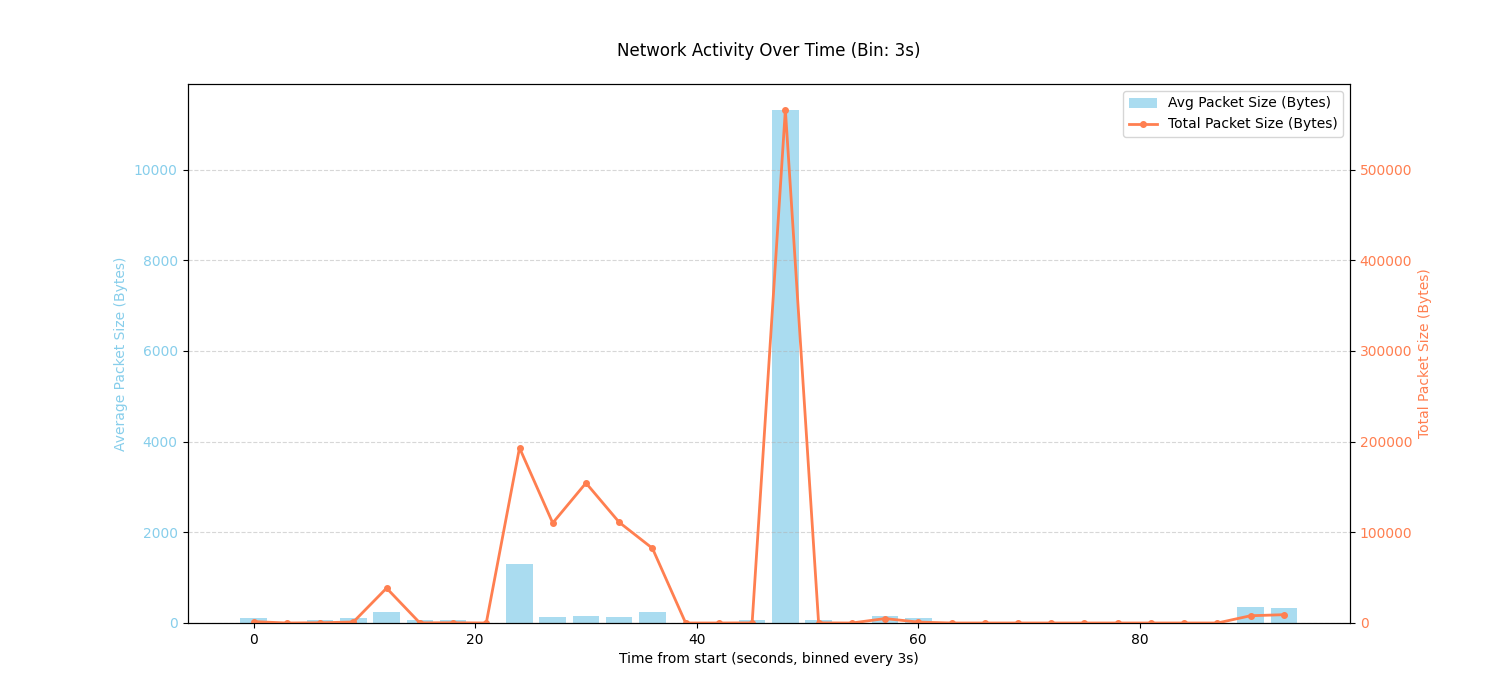 Network Activity Over Time (Bin: 3s)
Avg Packet Size (Bytes)
Total Packet Size (Bytes)
Average Packet Size (Bytes)
10000
8000
6000
4000
2000
0
500000
400000
300000
200000
100000
0
Total Packet Size (Bytes)
0 20 40 60 80
Time from start (seconds, binned every 3s)